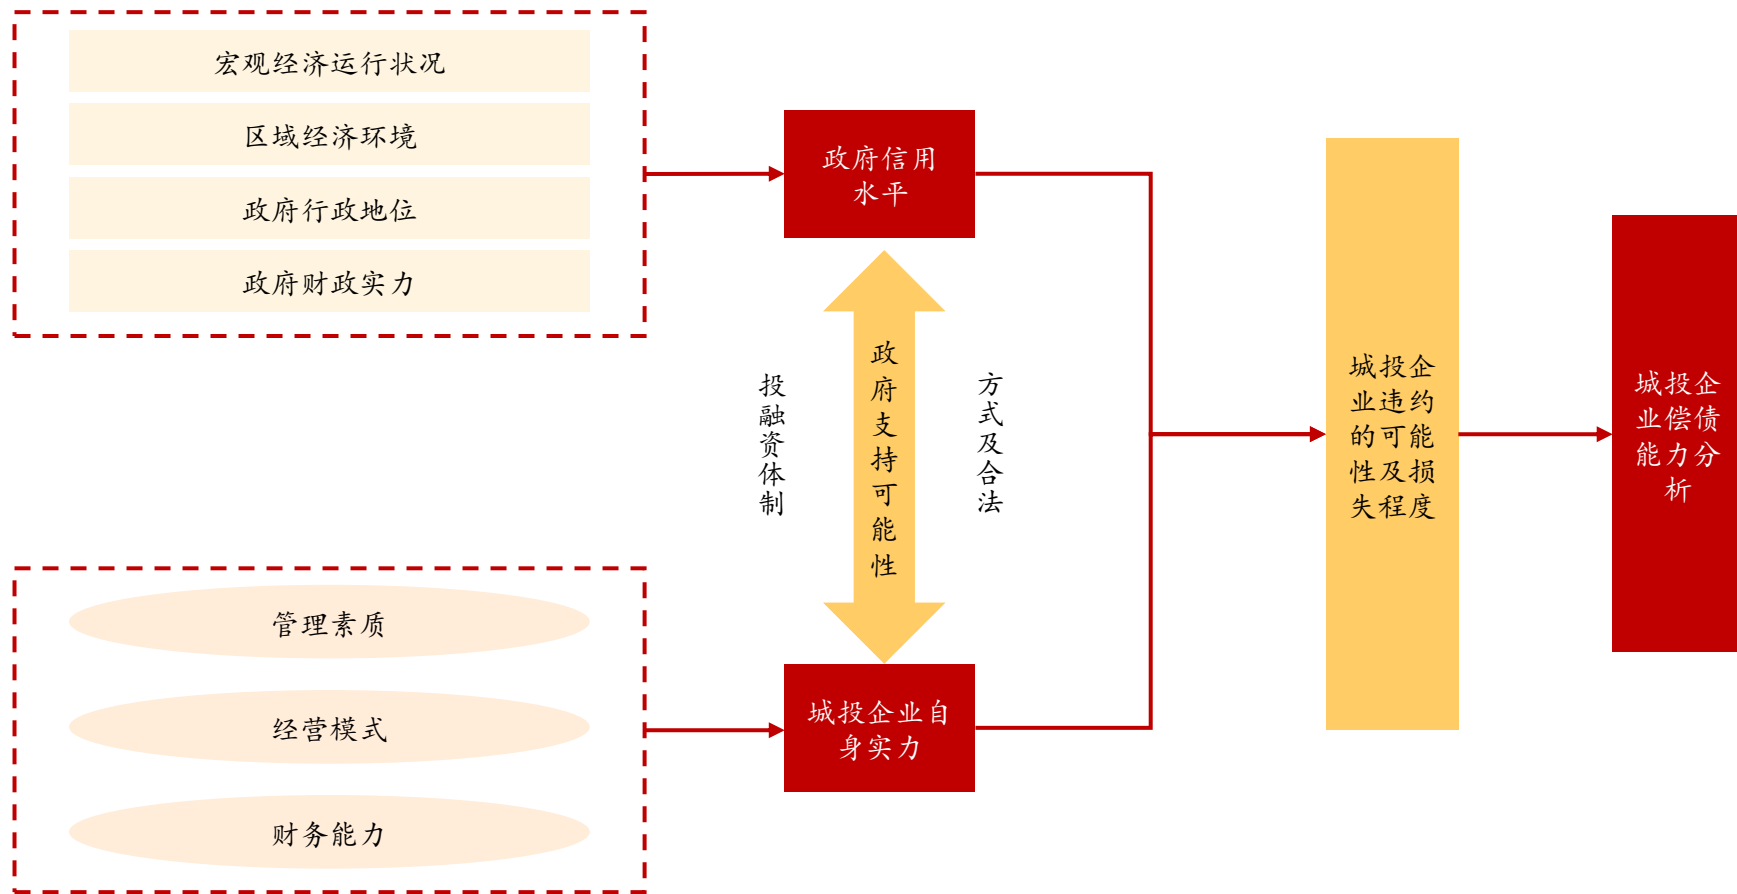 宏观经济运行状况
区域经济环境
政府行政地位
政府财政实力
政府信用
水平
投融资体制
政府支持可能性
方式及合法
管理素质
经营模式
财务能力
城投企业自
身实力
城投企
业违约
的可能
性及损
失程度
城投企
业偿债
能力分
析